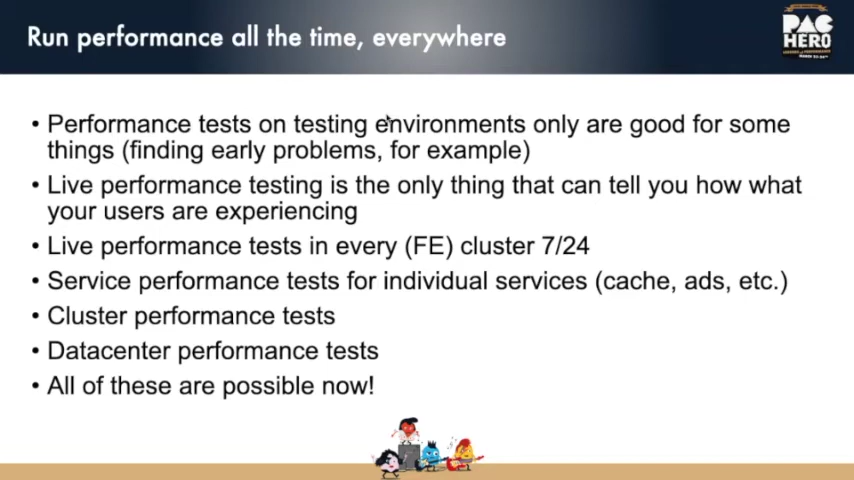 Run performance all the time, everywhere
PAC
HERO
• Performance tests on testing environments only are good for some
things (finding early problems, for example)
• Live performance testing is the only thing that can tell you how what
your users are experiencing
• Live performance tests in every (FE) cluster 7/24
• Service performance tests for individual services (cache, ads, etc.)
• Cluster performance tests
• Datacenter performance tests
• All of these are possible now!